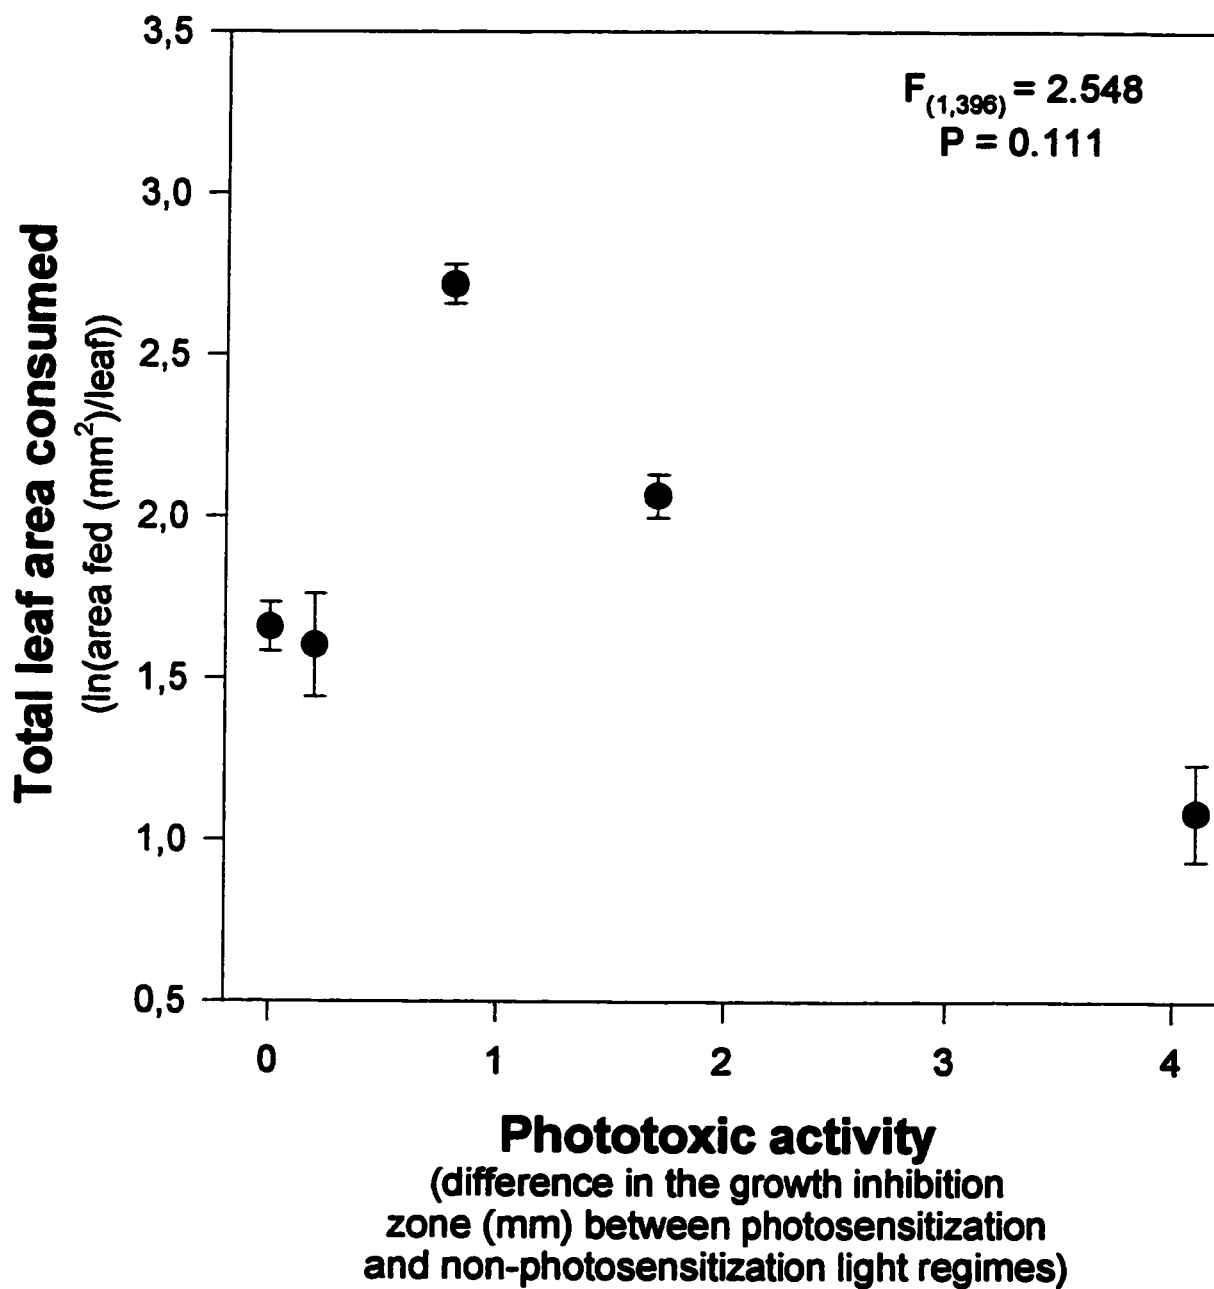 3,5
F(1,396) = 2.548
P = 0.111
3,0
2,5
2,0
1,5
1,0
0,5
Total leaf area consumed
(ln(area fed (mm2)/leaf))
0 1 2 3 4
Phototoxic activity
(difference in the growth inhibition
zone (mm) between photosensitization
and non-photosensitization light regimes)